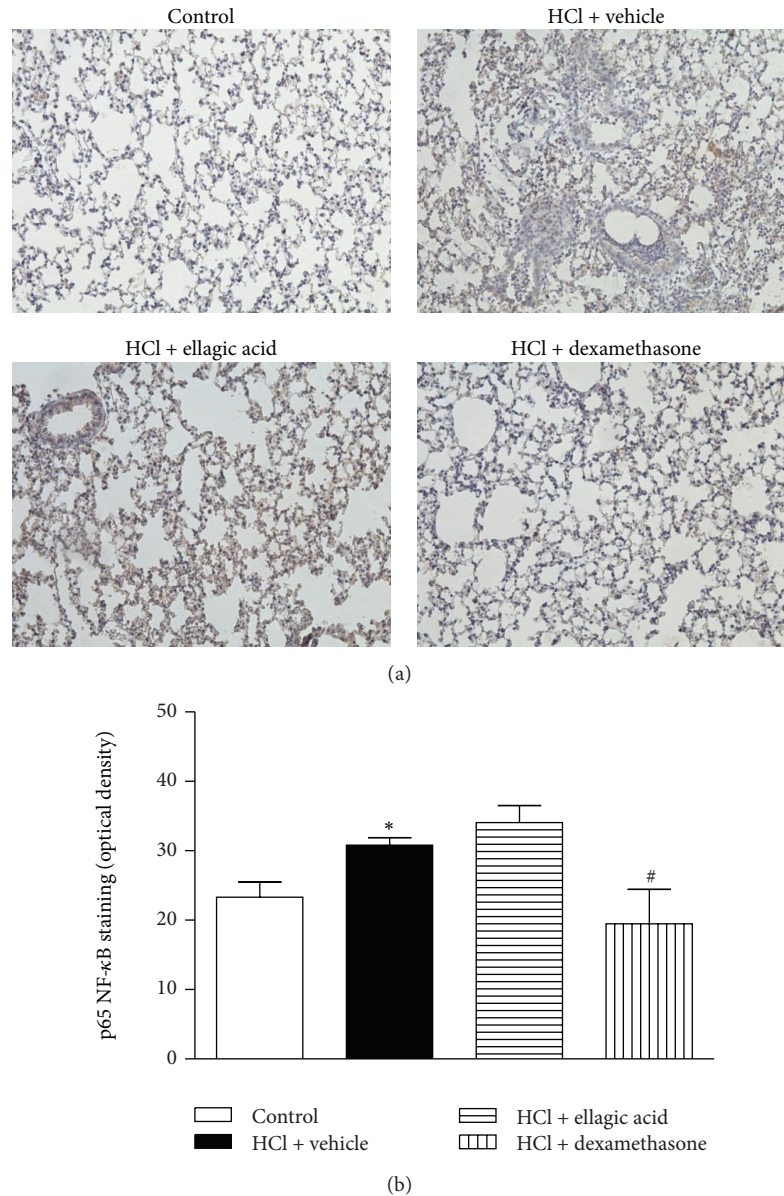 Control
HCl + vehicle
HCl + ellagic acid
HCl + dexamethasone
(a)
50
40
30
20
10
0
p65 NF-κB staining (optical density)
*
#
Control
HCl + vehicle
HCl + ellagic acid
HCl + dexamethasone
(b)